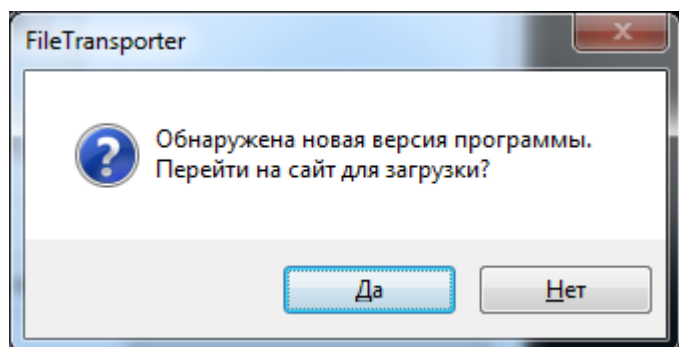 FileTransporter
Обнаружена новая версия программы.
Перейти на сайт для загрузки?
Да
Нет